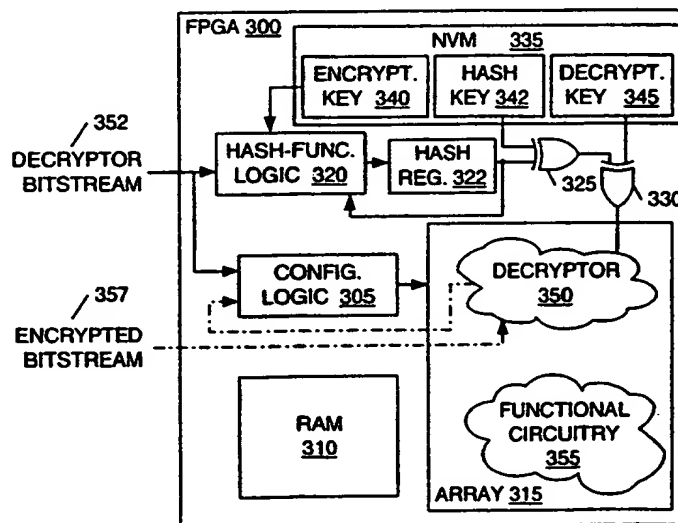 FPGA 300
NVM 335
ENCRYPT.
KEY 340
HASH
KEY 342
DECRYPT.
KEY 345
352
DECRYPTOR
BITSTREAM
HASH-FUNC.
LOGIC 320
HASH
REG. 322
325
330
357
ENCRYPTED
BITSTREAM
CONFIG.
LOGIC 305
DECRYPTOR
350
RAM
310
FUNCTIONAL
CIRCUITRY
355
ARRAY 315